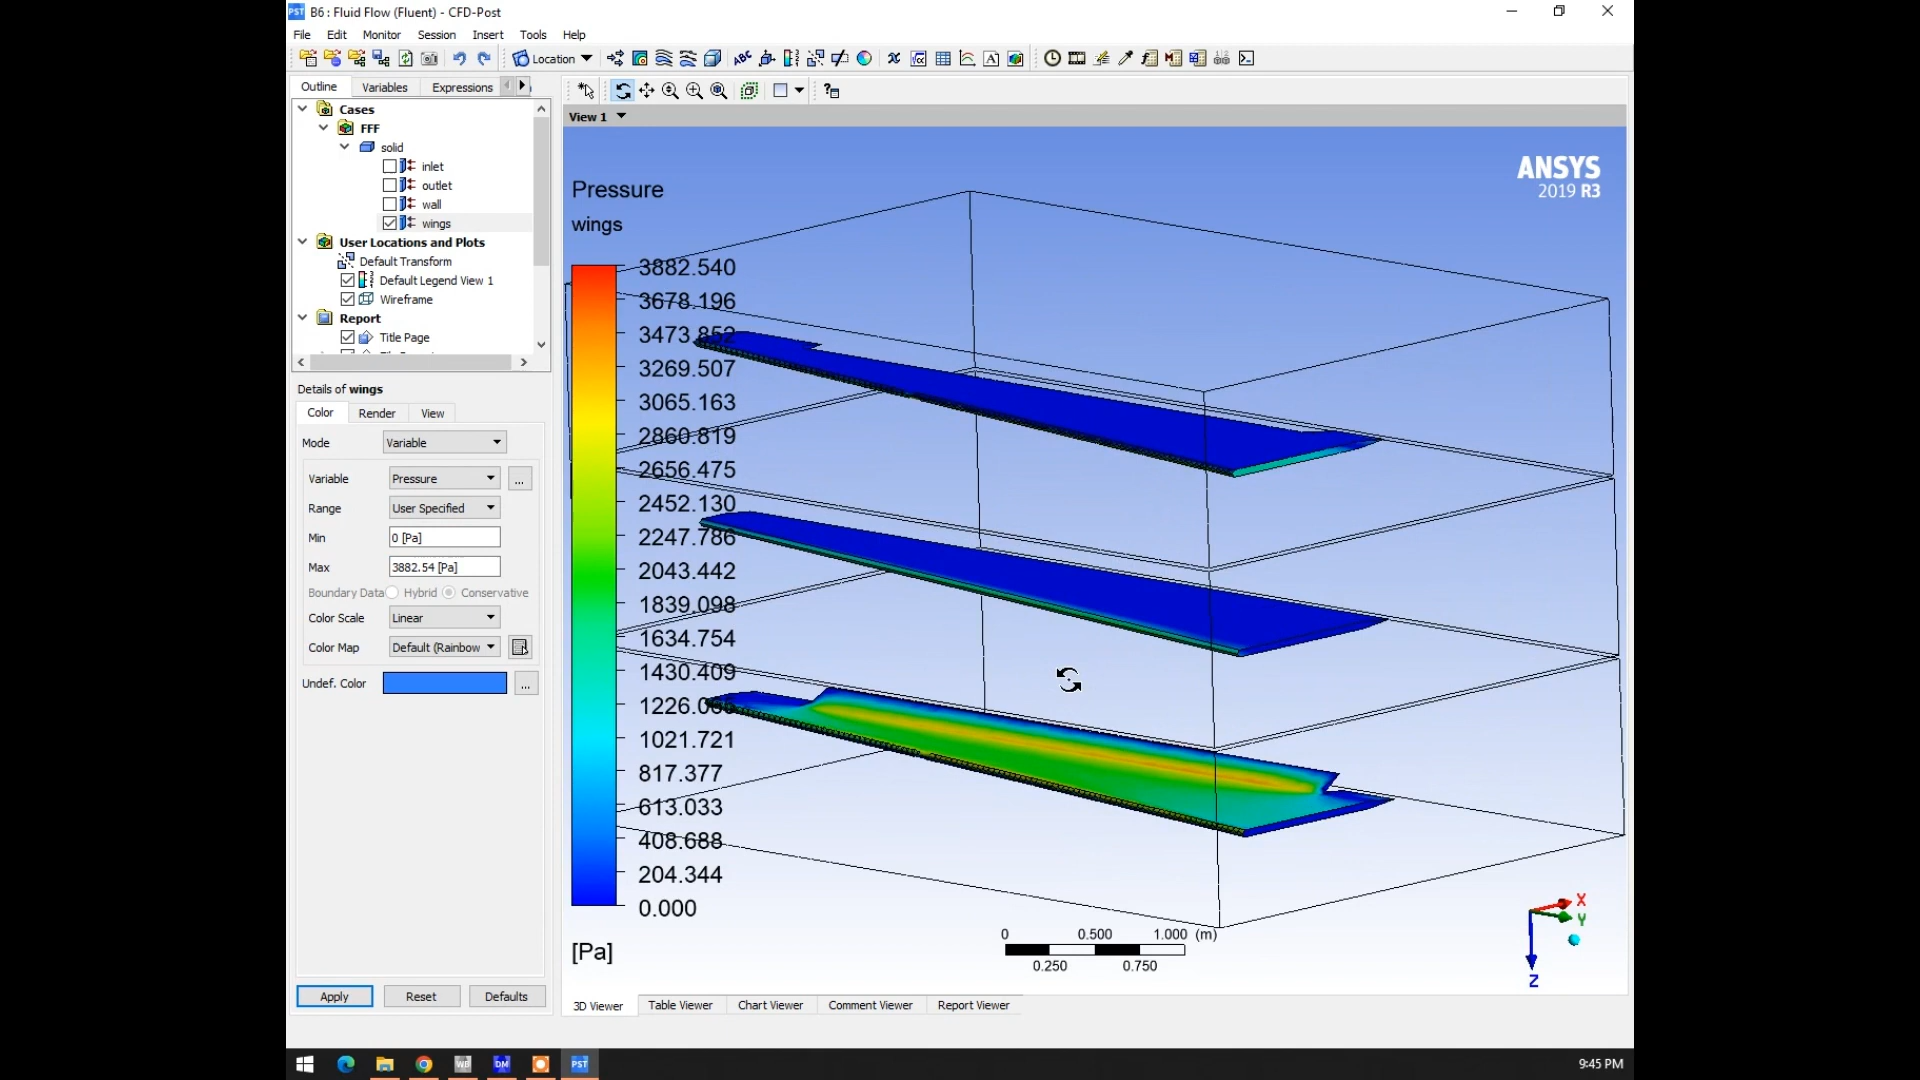 B6 : Fluid Flow (Fluent) - CFD-Post
File Edit Monitor Session Insert Tools Help
Location
Outline Variables Expressions
View 1
Cases
FFF
solid
inlet
outlet
wall
wings
User Locations and Plots
Default Transform
Default Legend View 1
Wireframe
Report
Title Page
Details of wings
Color Render View
Mode Variable
Variable Pressure ...
Range User Specified
Min 0 [Pa]
Max 3882.54 [Pa]
Boundary Data Hybrid Conservative
Color Scale Linear
Color Map Default (Rainbow
Undef. Color ...
Apply Reset Defaults
ANSYS
2019 R3
Pressure
wings
3882.540
3678.196
3473.852
3269.507
3065.163
2860.819
2656.475
2452.130
2247.786
2043.442
1839.098
1634.754
1430.409
1226.065
1021.721
817.377
613.033
408.688
204.344
0.000
[Pa]
0 0.500 1.000 (m)
0.250 0.750
X
Y
Z
3D Viewer Table Viewer Chart Viewer Comment Viewer Report Viewer
WB DM PST
9:45 PM